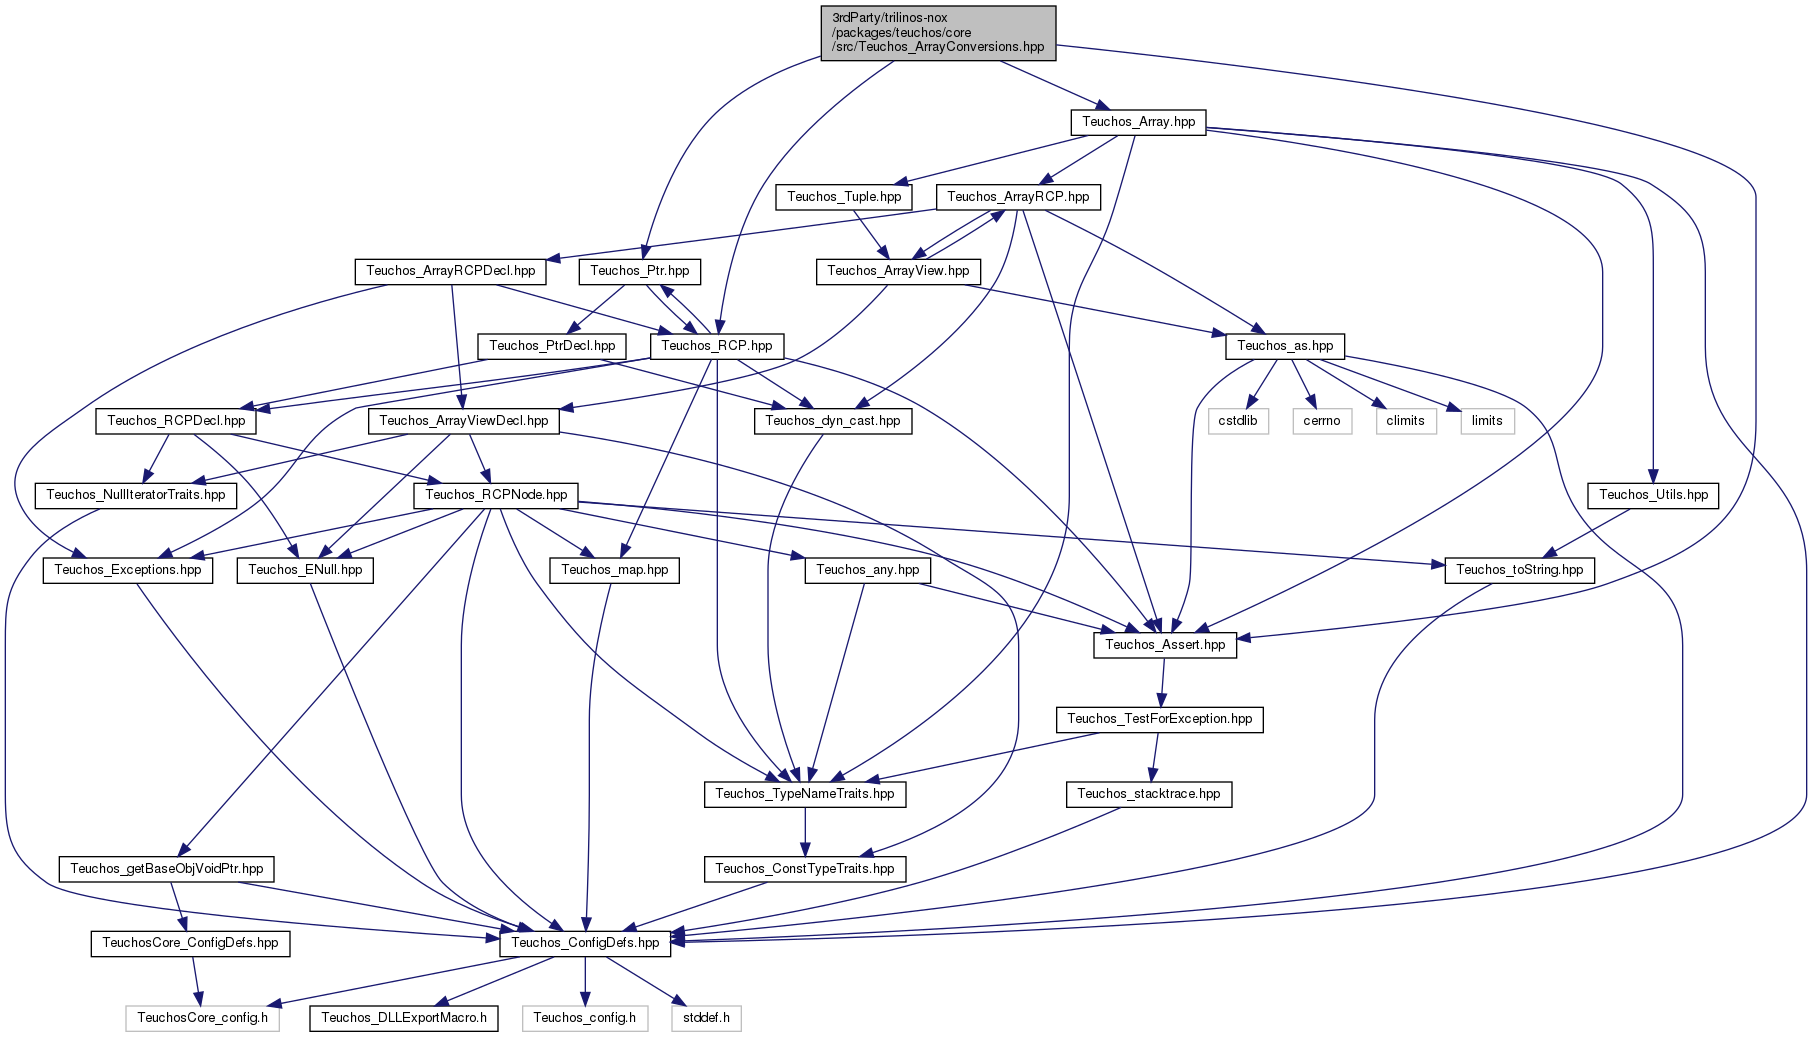 3rdParty/trilinos-nox
/packages/teuchos/core
/src/Teuchos_ArrayConversions.hpp
Teuchos_Array.hpp
Teuchos_Tuple.hpp
Teuchos_ArrayRCP.hpp
Teuchos_ArrayRCPDecl.hpp
Teuchos_Ptr.hpp
Teuchos_ArrayView.hpp
Teuchos_PtrDecl.hpp
Teuchos_RCP.hpp
Teuchos_as.hpp
Teuchos_RCPDecl.hpp
Teuchos_ArrayViewDecl.hpp
Teuchos_dyn_cast.hpp
cstdlib
cerrno
climits
limits
Teuchos_NullIteratorTraits.hpp
Teuchos_RCPNode.hpp
Teuchos_Utils.hpp
Teuchos_Exceptions.hpp
Teuchos_ENull.hpp
Teuchos_map.hpp
Teuchos_any.hpp
Teuchos_toString.hpp
Teuchos_Assert.hpp
Teuchos_TestForException.hpp
Teuchos_TypeNameTraits.hpp
Teuchos_stacktrace.hpp
Teuchos_getBaseObjVoidPtr.hpp
Teuchos_ConstTypeTraits.hpp
TeuchosCore_ConfigDefs.hpp
Teuchos_ConfigDefs.hpp
TeuchosCore_config.h
Teuchos_DLLExportMacro.h
Teuchos_config.h
stddef.h